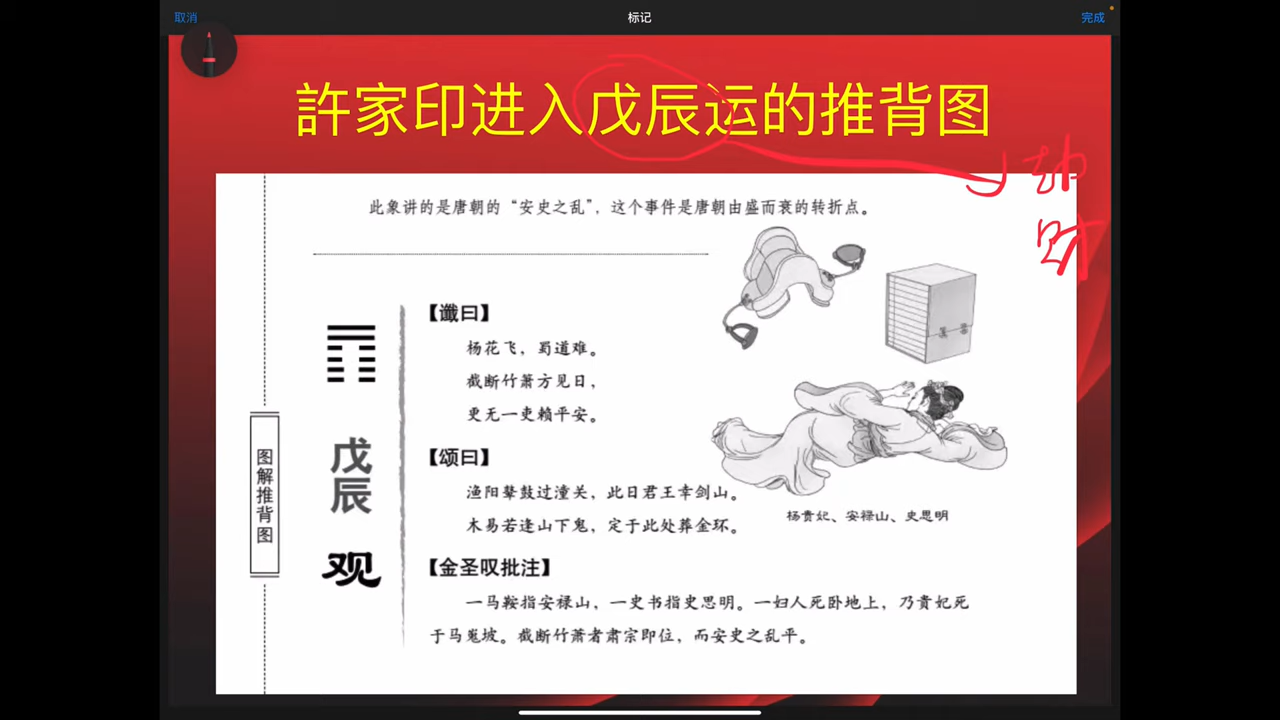 取消
标记
完成
許家印进入戊辰运的推背图
劫
财
此象讲的是唐朝的“安史之乱”，这个事件是唐朝由盛而衰的转折点。
【谶曰】
杨花飞，蜀道难。
截断竹萧方见日，
更无一吏赖平安。
戊辰
观
图解推背图
【颂曰】
渔阳鼙鼓过潼关，此日君王幸剑山。
木易若逢山下鬼，定于此处葬金环。
杨贵妃、安禄山、史思明
【金圣叹批注】
一马鞍指安禄山，一史书指史思明。一妇人死卧地上，乃贵妃死
于马嵬坡。截断竹萧者肃宗即位，而安史之乱平。